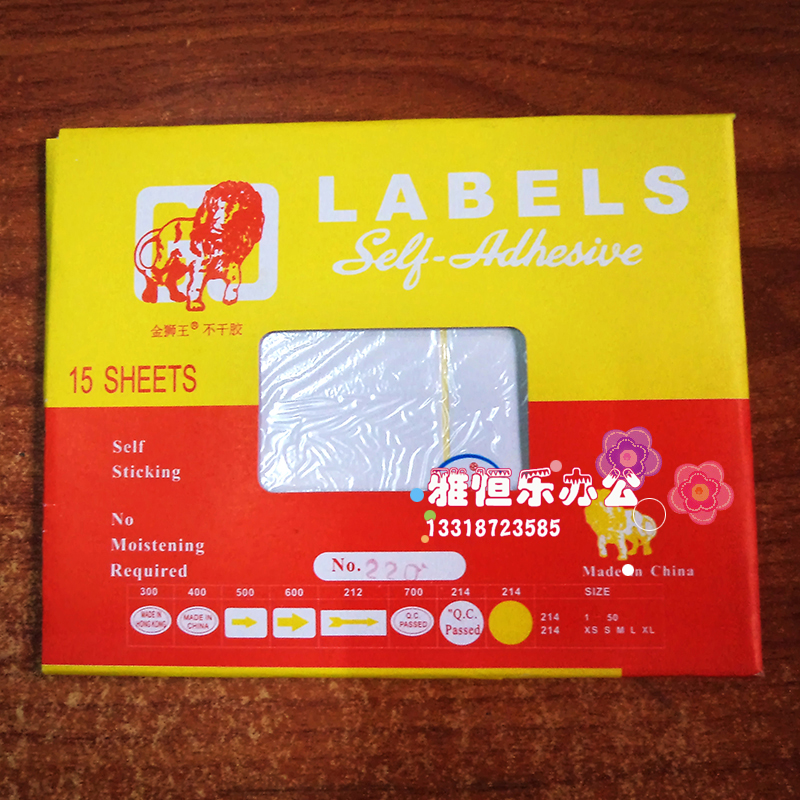 LABELS
Self-Adhesive
金狮王® 不干胶
15 SHEETS
Self
Sticking
No
Moistening
Required
雅恒乐办公
13318723585
No. 220
Made in China
300 400 500 600 212 214 700 214 214 SIZE
MADE IN
HONG KONG
MADE IN
CHINA
Q.C.
PASSED
"Q.C.
Passed
214 1 50
214 XS S M L XL